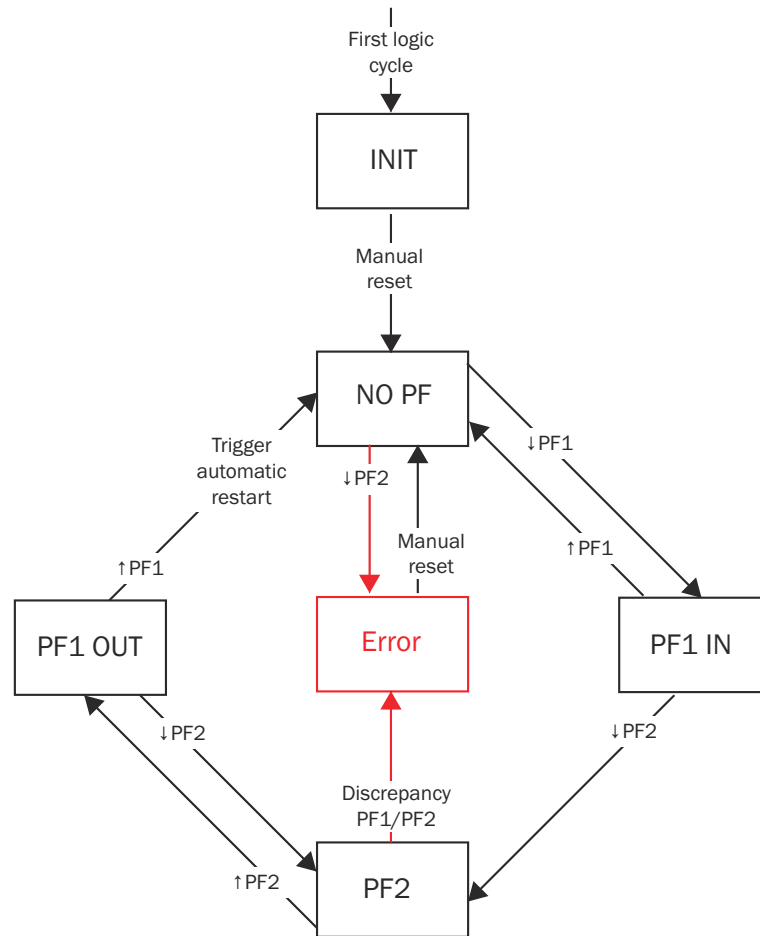 First logic
cycle
INIT
Manual
reset
NO PF
↓PF1
Trigger
automatic
restart
↓PF2
Manual
reset
↑PF1
↑PF1
PF1 OUT
Error
PF1 IN
↓PF2
↓PF2
Discrepancy
PF1/PF2
↑PF2
PF2